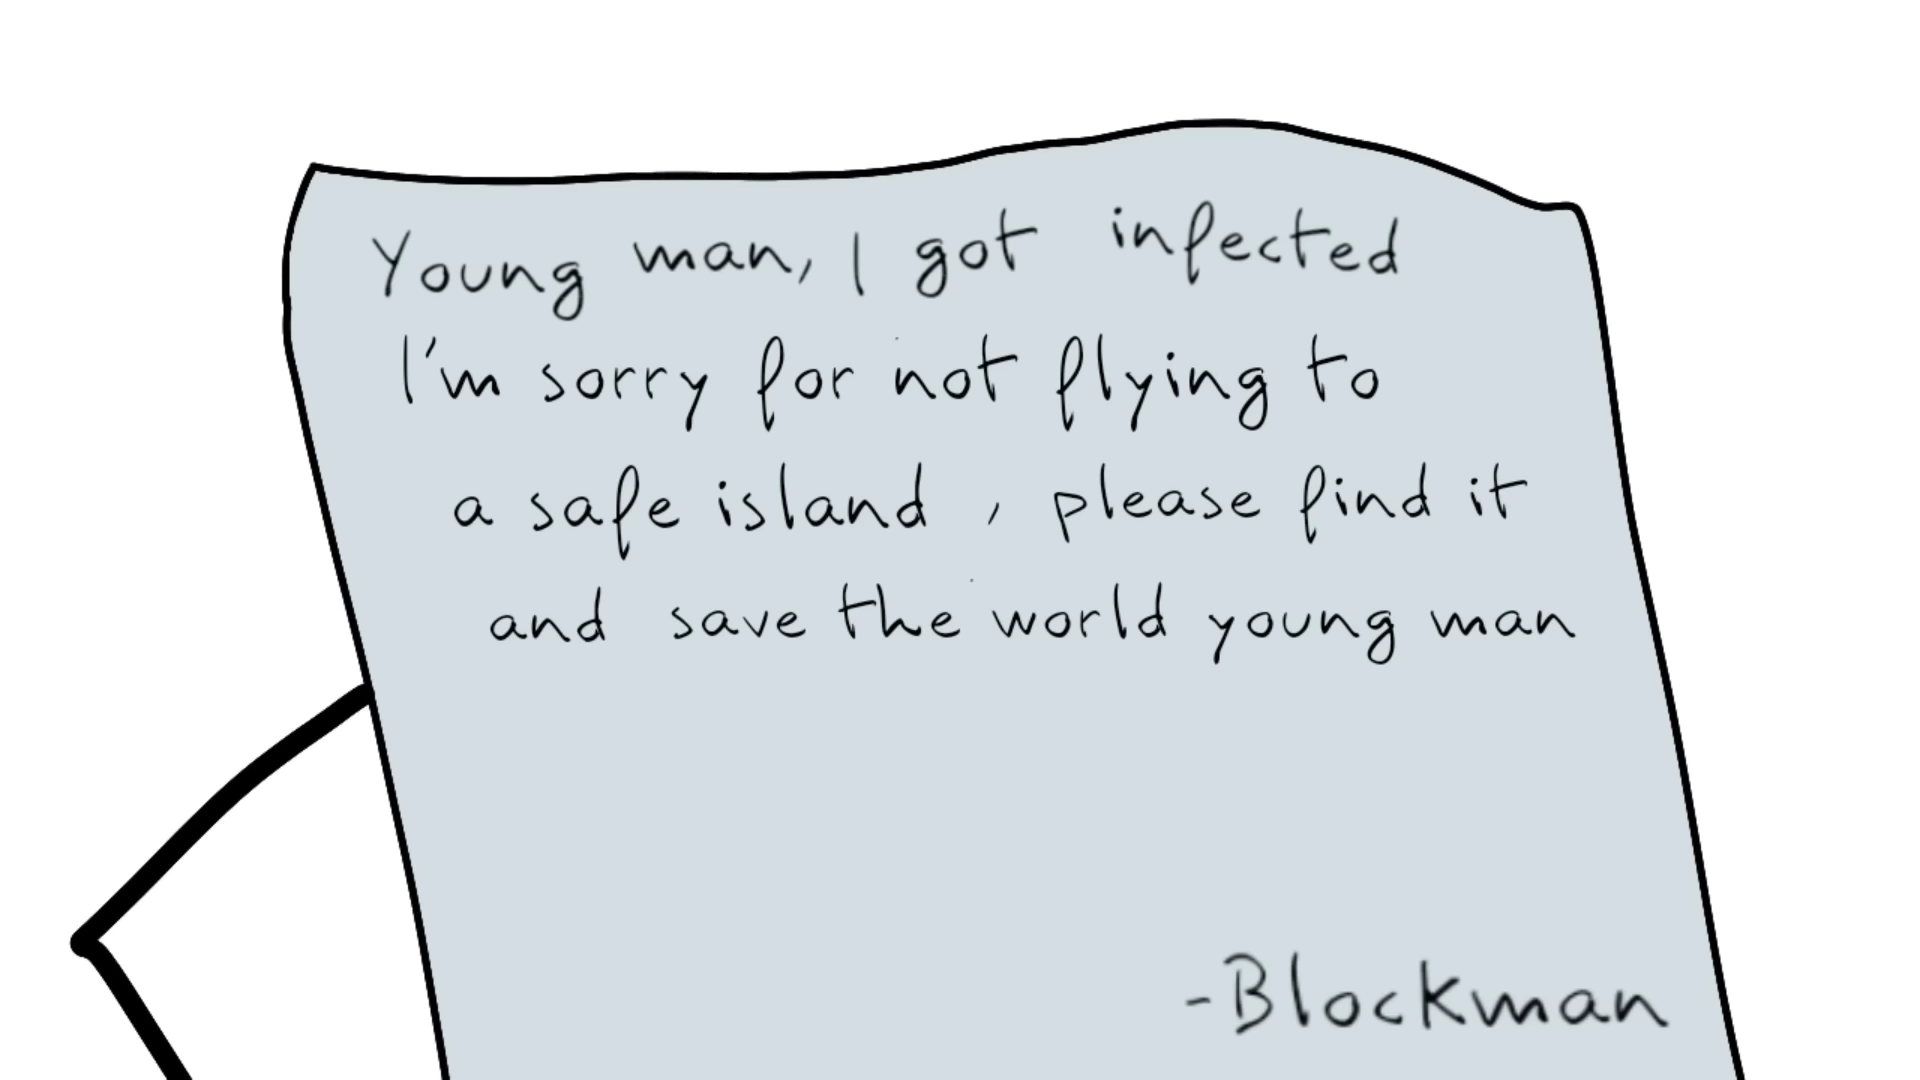 Young man, I got infected
I'm sorry for not flying to
a safe island , please find it
and save the world young man
-Blockman